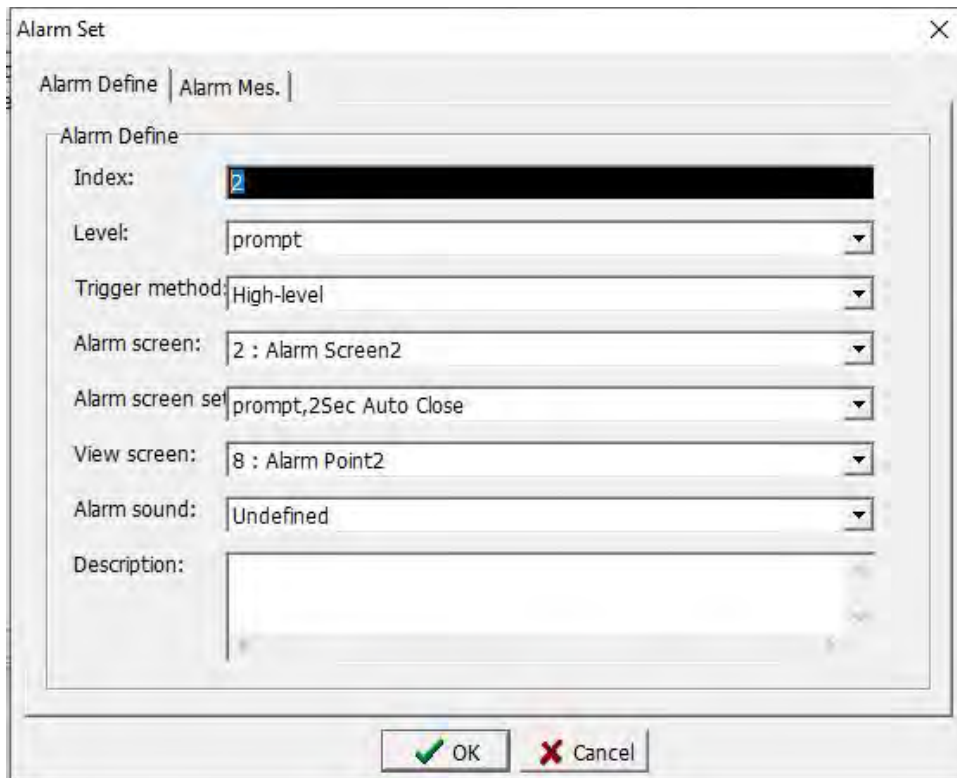 Alarm Set
Alarm Define Alarm Mes.
Alarm Define
Index: 2
Level: prompt
Trigger method: High-level
Alarm screen: 2 : Alarm Screen2
Alarm screen set prompt,2Sec Auto Close
View screen: 8 : Alarm Point2
Alarm sound: Undefined
Description:
OK Cancel